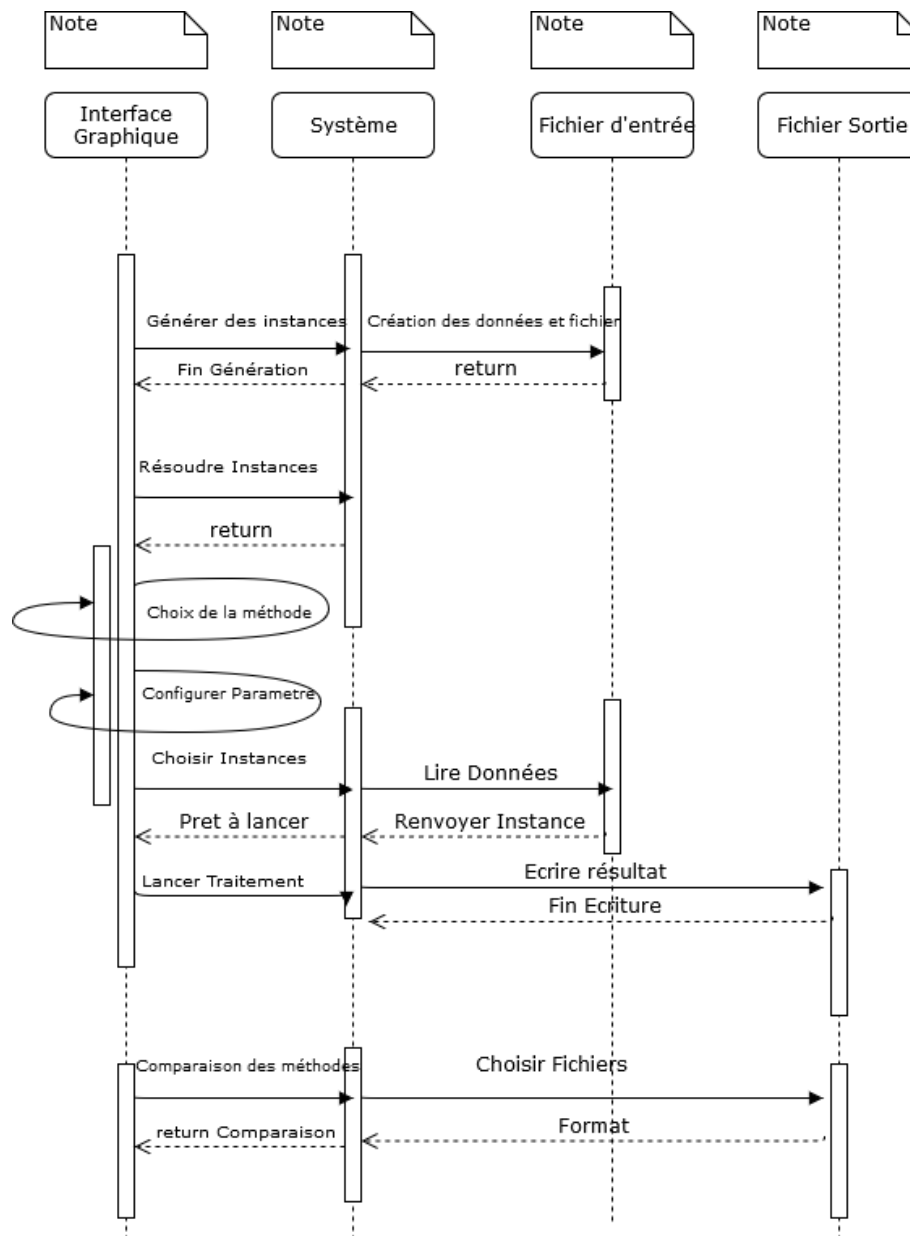 Note
Note
Note
Note
Interface
Graphique
Système
Fichier d'entrée
Fichier Sortie
Générer des instances
Création des données et fichier
Fin Génération
return
Résoudre Instances
return
Choix de la méthode
Configurer Parametre
Choisir Instances
Lire Données
Pret à lancer
Renvoyer Instance
Lancer Traitement
Ecrire résultat
Fin Ecriture
Comparaison des méthodes
Choisir Fichiers
return Comparaison
Format